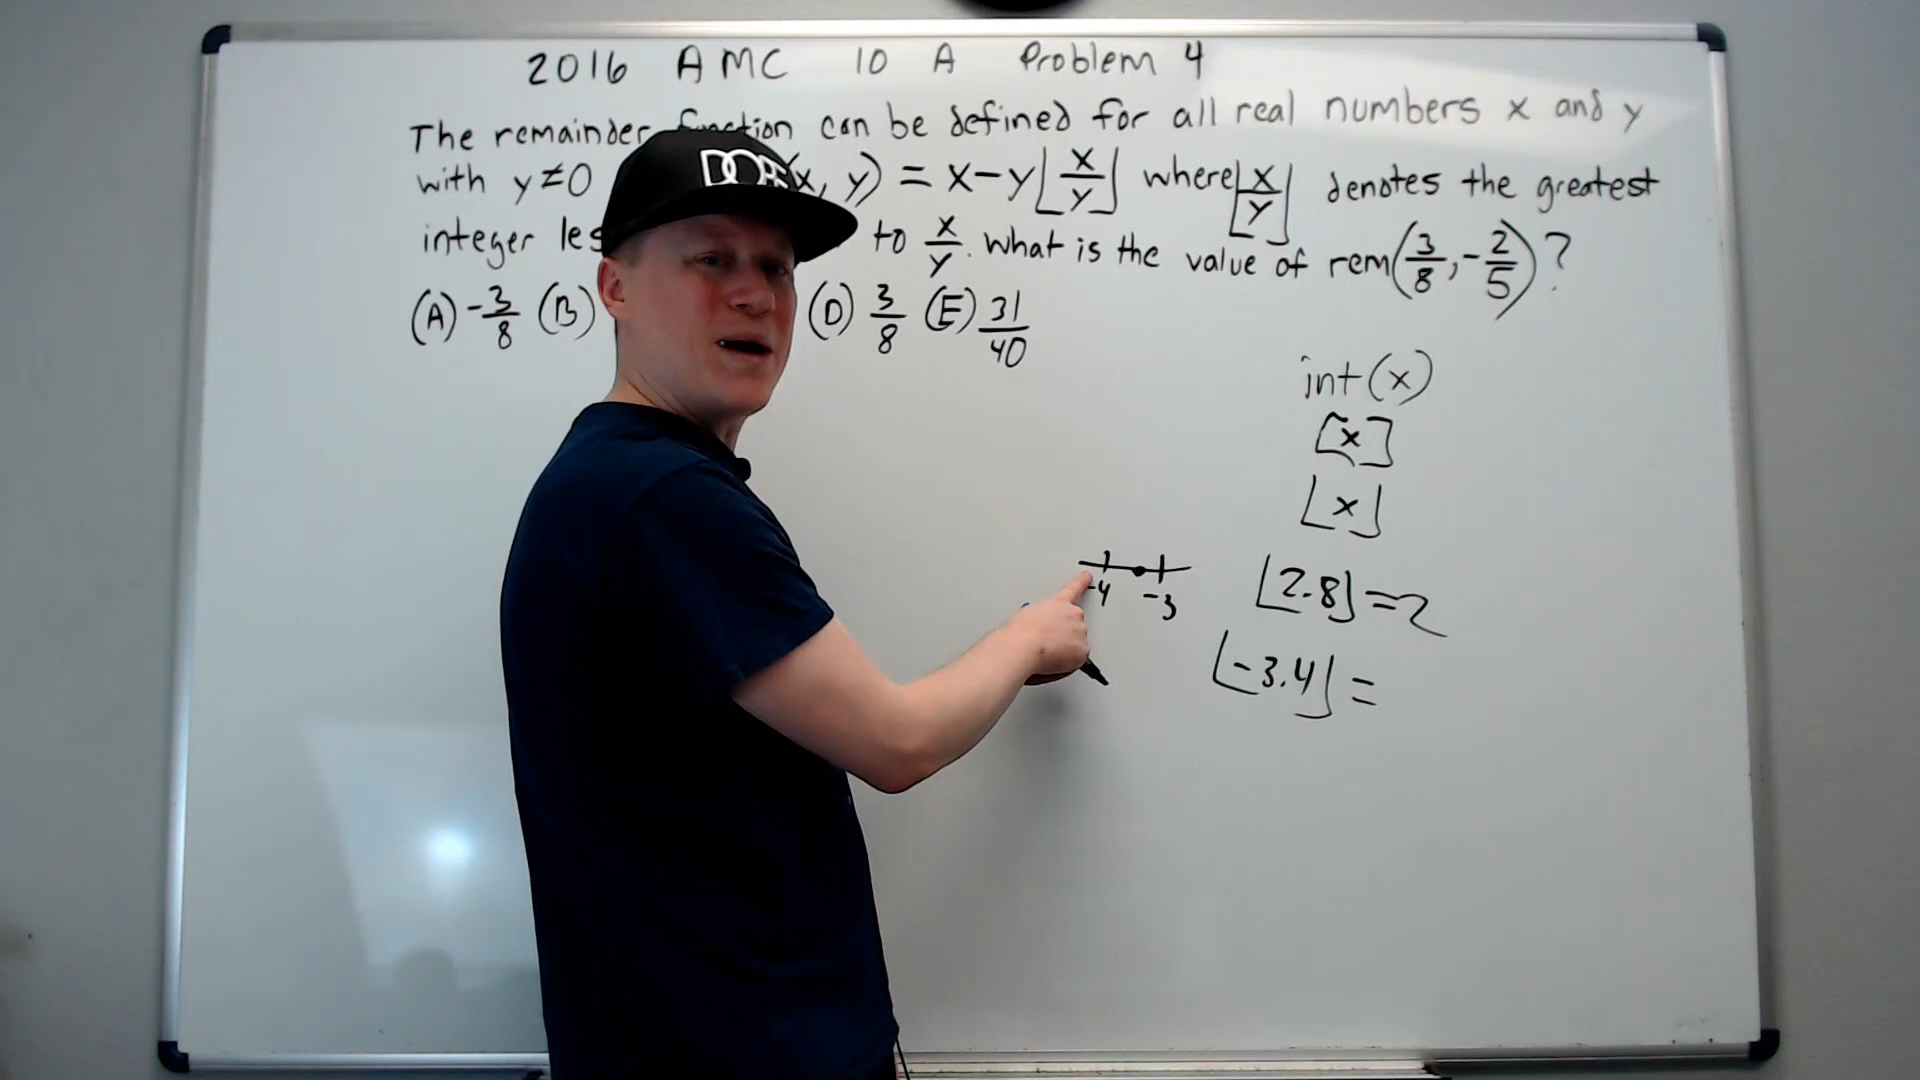 2016 AMC 10 A Problem 4
The remainder function can be defined for all real numbers x and y
with y≠0 x, y) = x-y⌊x/y⌋ where ⌊x/y⌋ denotes the greatest
integer to x/y. What is the value of rem(3/8, -2/5)?
(A) -3/8 (B) (D) 3/8 (E) 31/40
int(x)
[x]
⌊x⌋
-4 -3
⌊2.8⌋=2
⌊-3.4⌋=